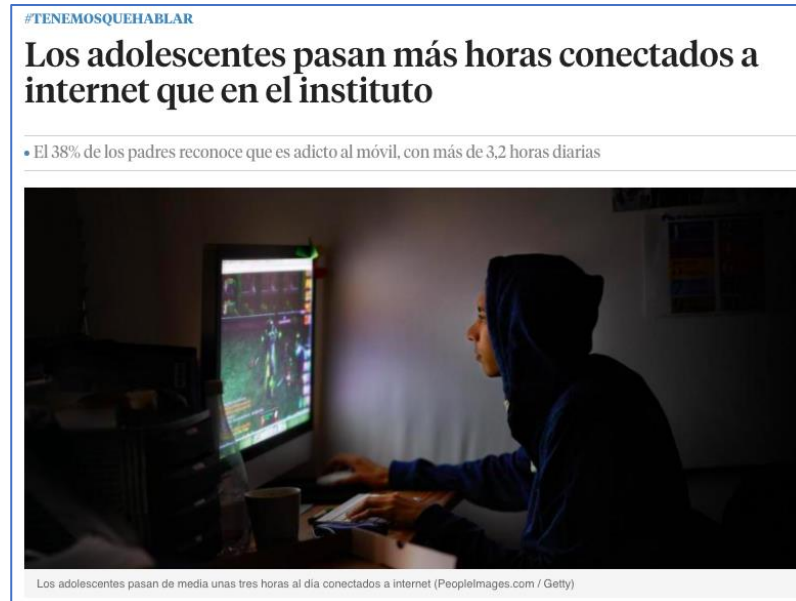 #TENEMOSQUEHABLAR
Los adolescentes pasan más horas conectados a
internet que en el instituto
• El 38% de los padres reconoce que es adicto al móvil, con más de 3,2 horas diarias
Los adolescentes pasan de media unas tres horas al día conectados a internet (PeopleImages.com / Getty)